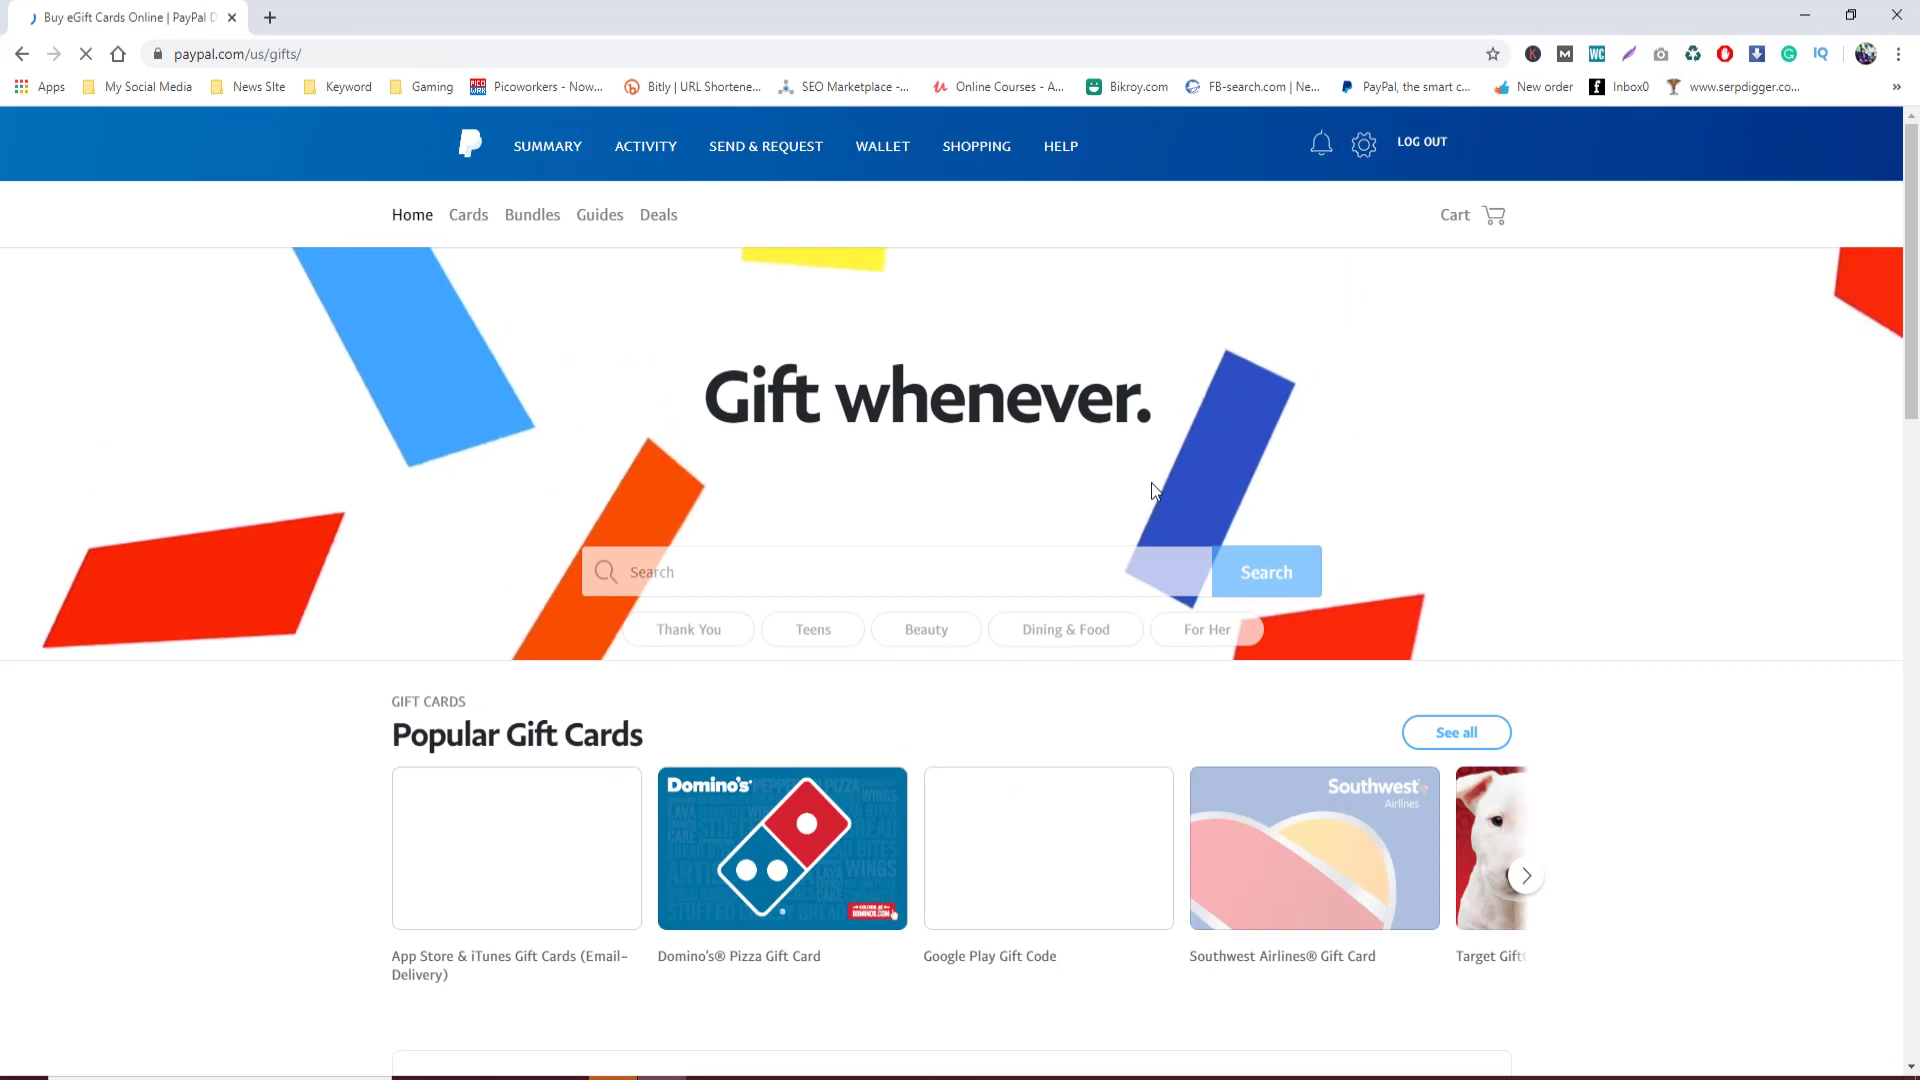 Buy eGift Cards Online | PayPal D
paypal.com/us/gifts/
Apps My Social Media News SIte Keyword Gaming Picoworkers - Now... Bitly | URL Shortene... SEO Marketplace -... Online Courses - A... Bikroy.com FB-search.com | Ne... PayPal, the smart c... New order Inbox0 www.serpdigger.co... »
SUMMARY ACTIVITY SEND & REQUEST WALLET SHOPPING HELP LOG OUT
Home Cards Bundles Guides Deals Cart
Gift whenever.
Search Search
Thank You Teens Beauty Dining & Food For Her
GIFT CARDS
Popular Gift Cards See all
Domino's
Southwest
Airlines
App Store & iTunes Gift Cards (Email-
Delivery)
Domino's® Pizza Gift Card
Google Play Gift Code
Southwest Airlines® Gift Card
Target Gift